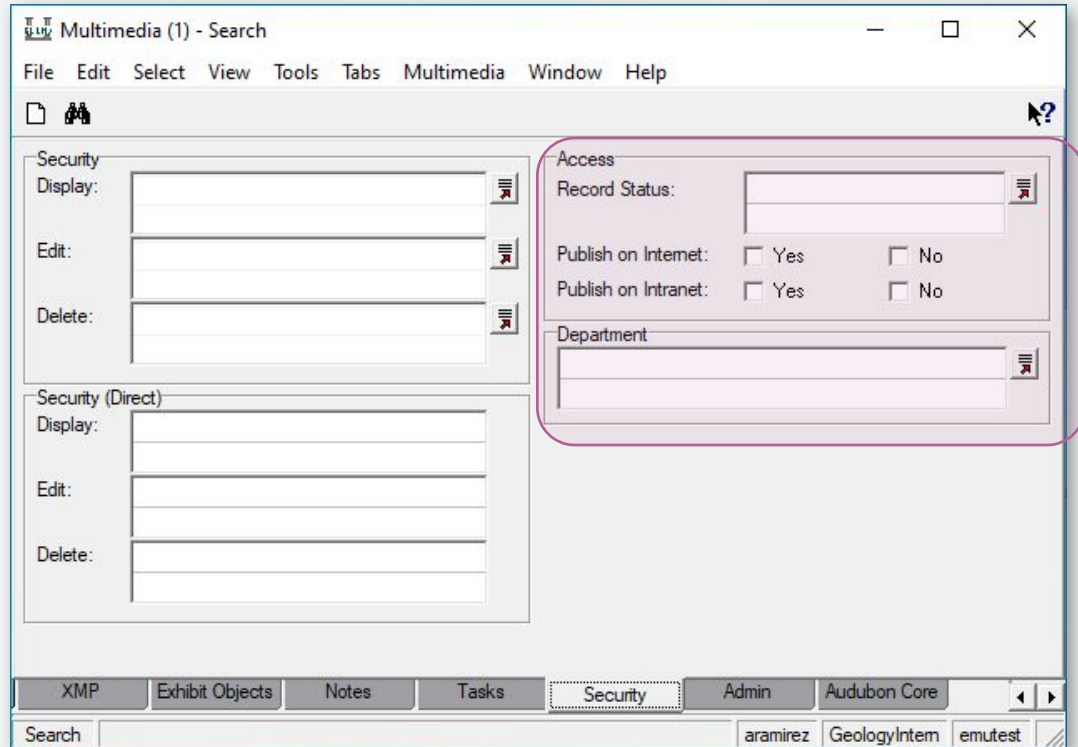 Multimedia (1) - Search
File Edit Select View Tools Tabs Multimedia Window Help
Security
Display:
Edit:
Delete:
Security (Direct)
Display:
Edit:
Delete:
Access
Record Status:
Publish on Internet: Yes No
Publish on Intranet: Yes No
Department
XMP Exhibit Objects Notes Tasks Security Admin Audubon Core
Search aramirez GeologyIntern emutest